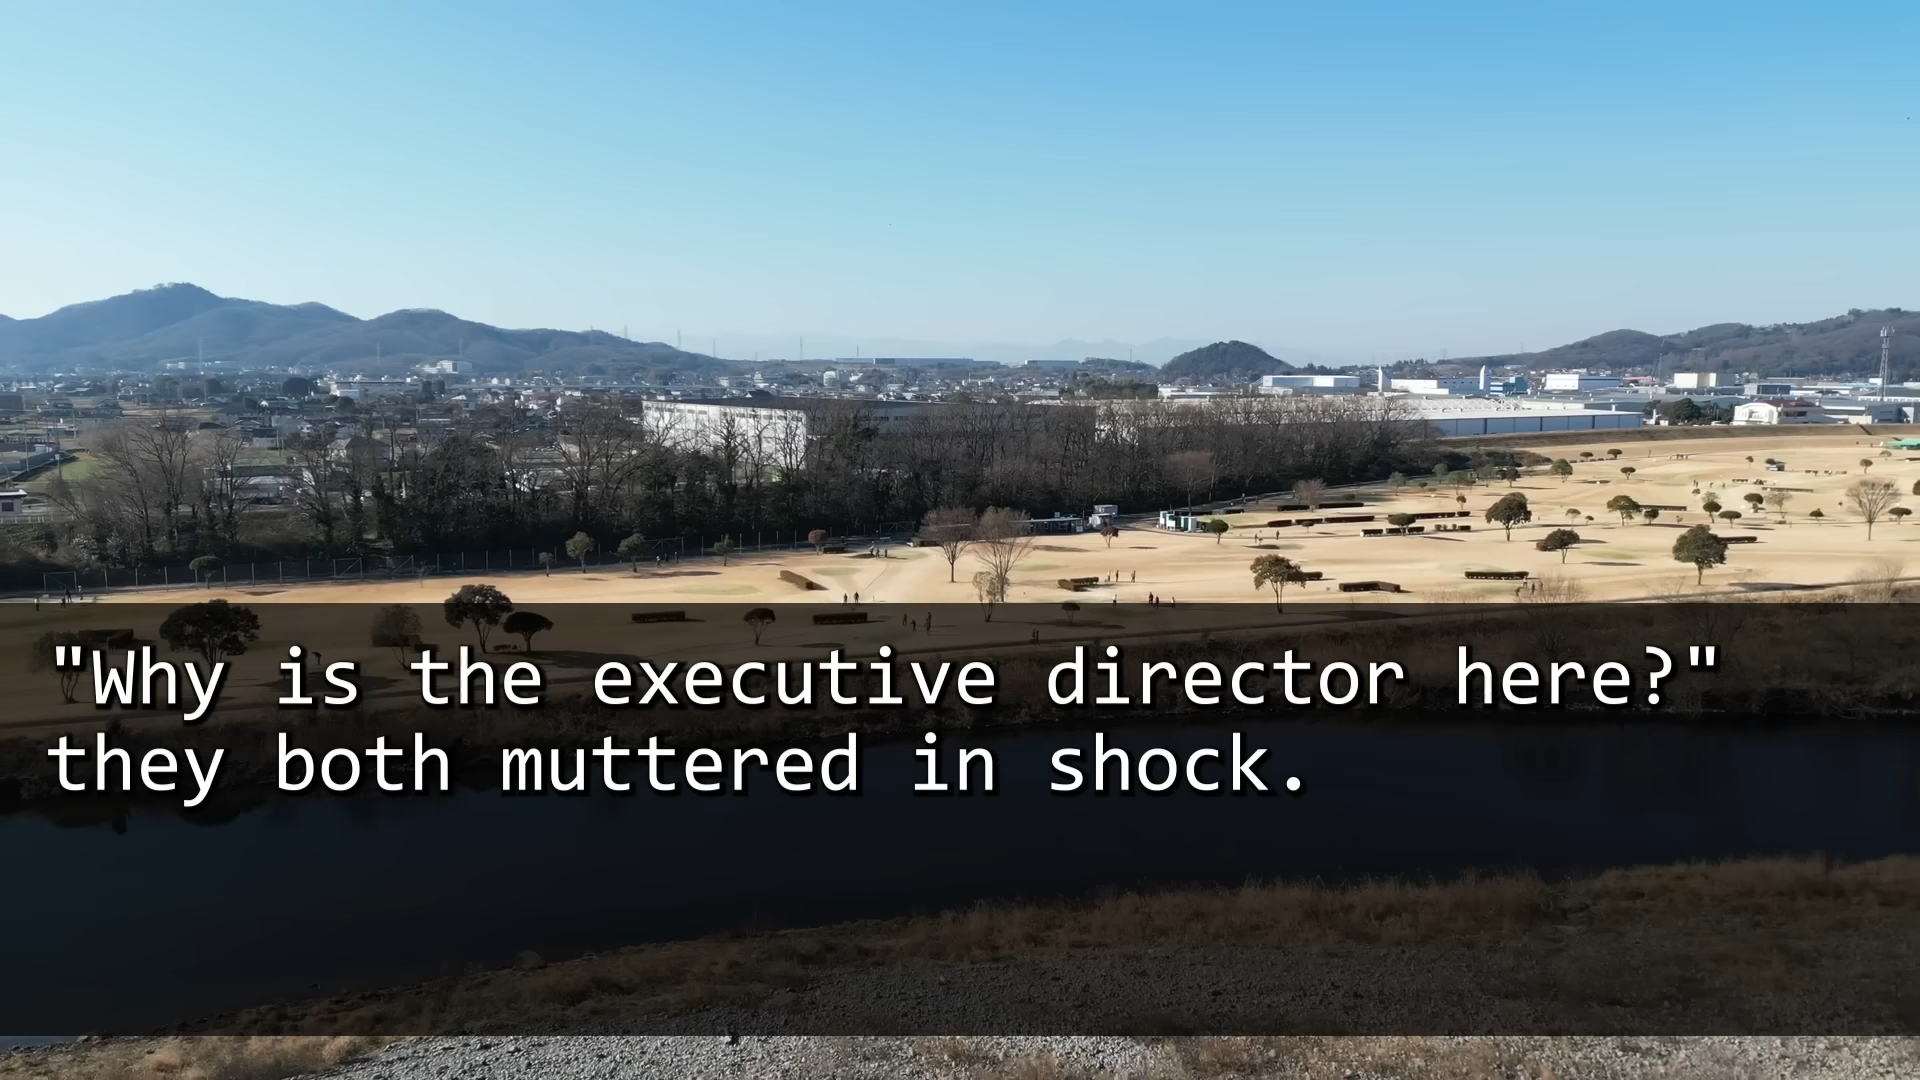 "Why is the executive director here?"
they both muttered in shock.